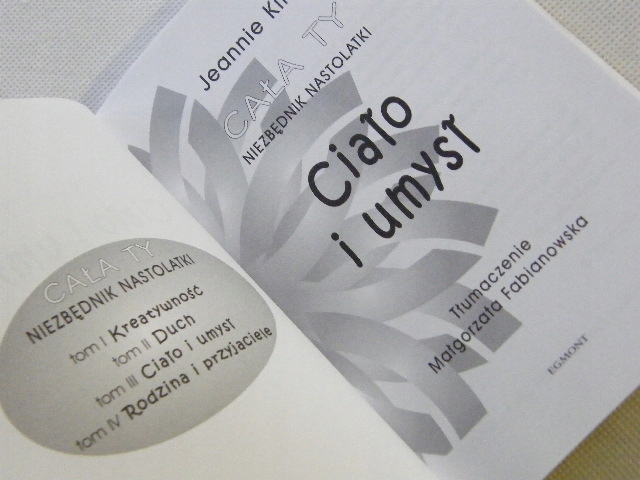 CAŁA TY
NIEZBĘDNIK NASTOLATKI
tom I Kreatywność
tom II Duch
tom III Ciało i umysł
tom IV Rodzina i przyjaciele
Jeannie
CAŁA TY
NIEZBĘDNIK NASTOLATKI
Ciało
i umysł
Tłumaczenie
Małgorzata Fabianowska
EGMONT